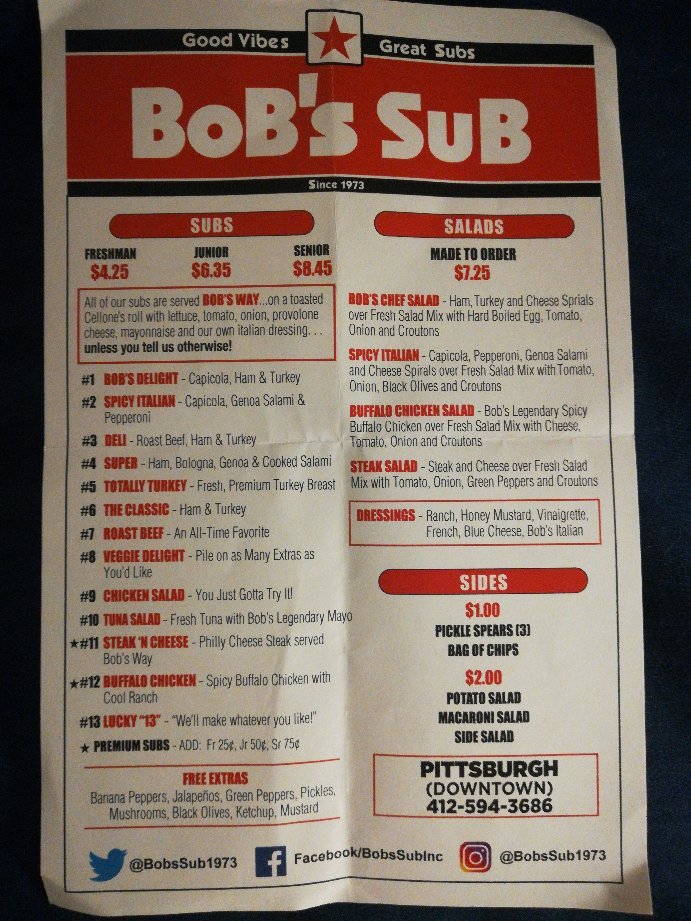 Good Vibes
Great Subs
BoB's SuB
Since 1973
SUBS
FRESHMAN JUNIOR SENIOR
$4.25 $6.35 $8.45
All of our subs are served BOB'S WAY...on a toasted
Cellone's roll with lettuce, tomato, onion, provolone
cheese, mayonnaise and our own italian dressing. . .
unless you tell us otherwise!
#1 BOB'S DELIGHT - Capicola, Ham & Turkey
#2 SPICY ITALIAN - Capicola, Genoa Salami &
Pepperoni
#3 DELI - Roast Beef, Ham & Turkey
#4 SUPER - Ham, Bologna, Genoa & Cooked Salami
#5 TOTALLY TURKEY - Fresh, Premium Turkey Breast
#6 THE CLASSIC - Ham & Turkey
#7 ROAST BEEF - An All-Time Favorite
#8 VEGGIE DELIGHT - Pile on as Many Extras as
You'd Like
#9 CHICKEN SALAD - You Just Gotta Try It!
#10 TUNA SALAD - Fresh Tuna with Bob's Legendary Mayo
★#11 STEAK 'N CHEESE - Philly Cheese Steak served
Bob's Way
★#12 BUFFALO CHICKEN - Spicy Buffalo Chicken with
Cool Ranch
#13 LUCKY "13" - "We'll make whatever you like!"
★ PREMIUM SUBS - ADD: Fr 25¢, Jr 50¢, Sr 75¢
FREE EXTRAS
Banana Peppers, Jalapeños, Green Peppers, Pickles,
Mushrooms, Black Olives, Ketchup, Mustard
SALADS
MADE TO ORDER
$7.25
BOB'S CHEF SALAD - Ham, Turkey and Cheese Sprials
over Fresh Salad Mix with Hard Boiled Egg, Tomato,
Onion and Croutons
SPICY ITALIAN - Capicola, Pepperoni, Genoa Salami
and Cheese Spirals over Fresh Salad Mix with Tomato,
Onion, Black Olives and Croutons
BUFFALO CHICKEN SALAD - Bob's Legendary Spicy
Buffalo Chicken over Fresh Salad Mix with Cheese,
Tomato, Onion and Croutons
STEAK SALAD - Steak and Cheese over Fresh Salad
Mix with Tomato, Onion, Green Peppers and Croutons
DRESSINGS - Ranch, Honey Mustard, Vinaigrette,
French, Blue Cheese, Bob's Italian
SIDES
$1.00
PICKLE SPEARS (3)
BAG OF CHIPS
$2.00
POTATO SALAD
MACARONI SALAD
SIDE SALAD
PITTSBURGH
(DOWNTOWN)
412-594-3686
@BobsSub1973
Facebook/BobsSubInc
@BobsSub1973